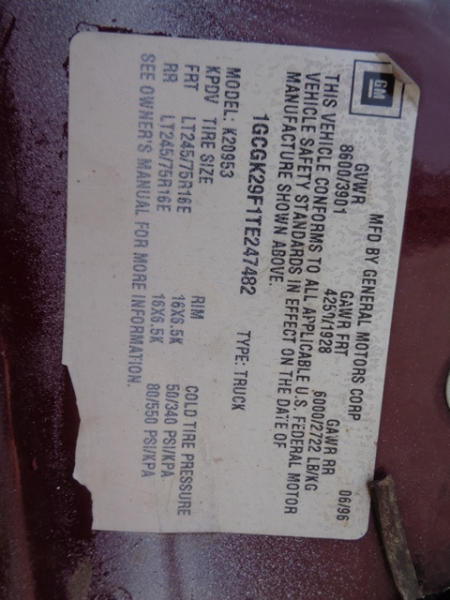 GM MFD BY GENERAL MOTORS CORP 06/96
GVWR GAWR FRT GAWR RR
8600/3901 4250/1928 6000/2722 LB/KG
THIS VEHICLE CONFORMS TO ALL APPLICABLE U.S. FEDERAL MOTOR
VEHICLE SAFETY STANDARDS IN EFFECT ON THE DATE OF
MANUFACTURE SHOWN ABOVE.
1GCGK29F1TE247482 TYPE: TRUCK
MODEL: K20953
KPDV TIRE SIZE RIM COLD TIRE PRESSURE
FRT LT245/75R16E 16X6.5K 50/340 PSI/KPA
RR LT245/75R16E 16X6.5K 80/550 PSI/KPA
SEE OWNER'S MANUAL FOR MORE INFORMATION.